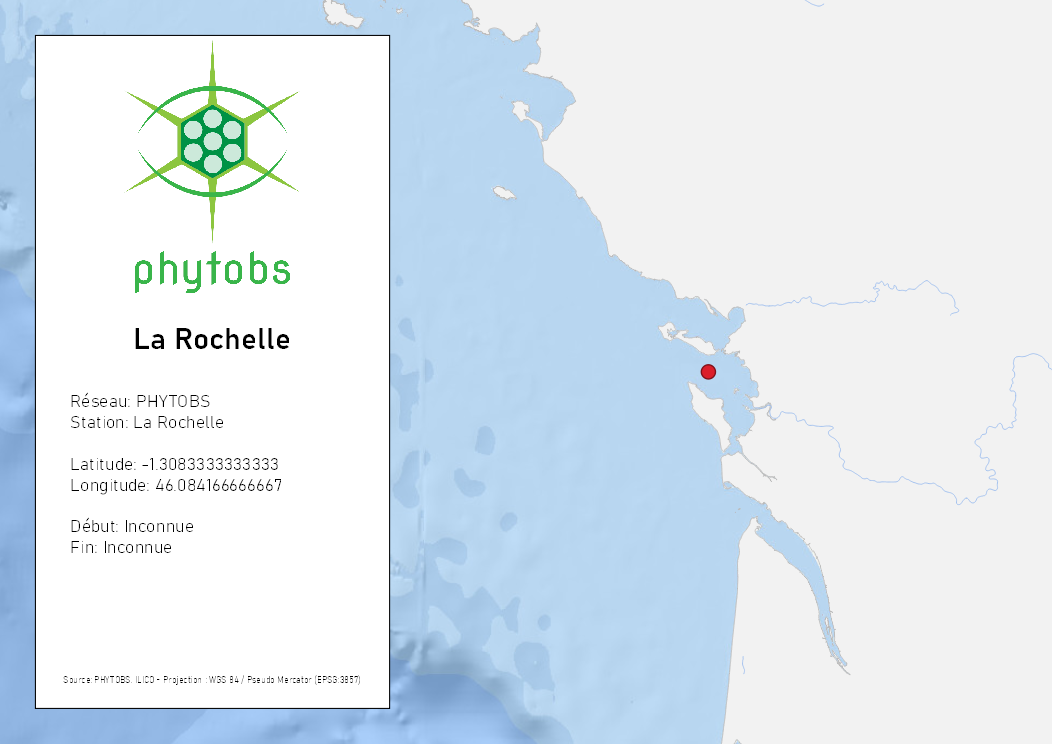 phytobs
La Rochelle
Réseau: PHYTOBS
Station: La Rochelle
Latitude: -1.3083333333333
Longitude: 46.084166666667
Début: Inconnue
Fin: Inconnue
Source: PHYTOBS, ILICO - Projection : WGS 84 / Pseudo Mercator (EPSG:3857)